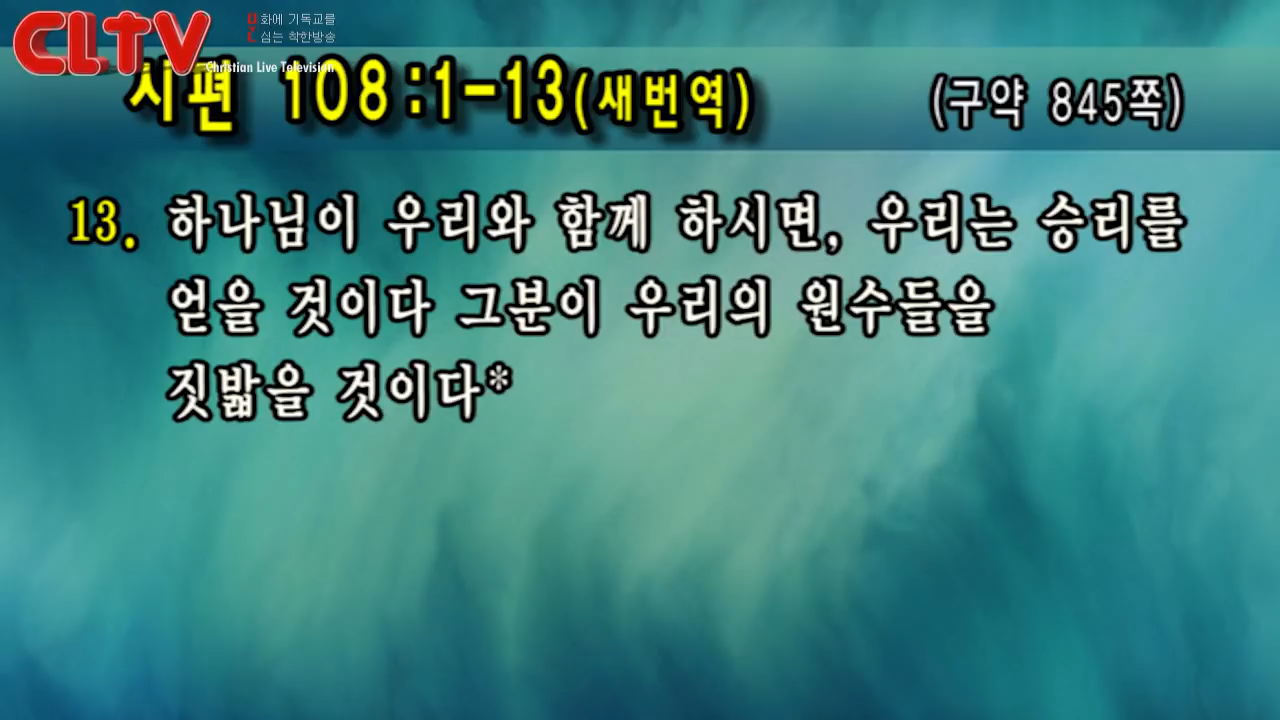 CLTV
문화에 기독교를
심는 착한방송
Christian Live Television
시편 108:1-13(새번역) (구약 845쪽)
13. 하나님이 우리와 함께 하시면, 우리는 승리를
얻을 것이다 그분이 우리의 원수들을
짓밟을 것이다*